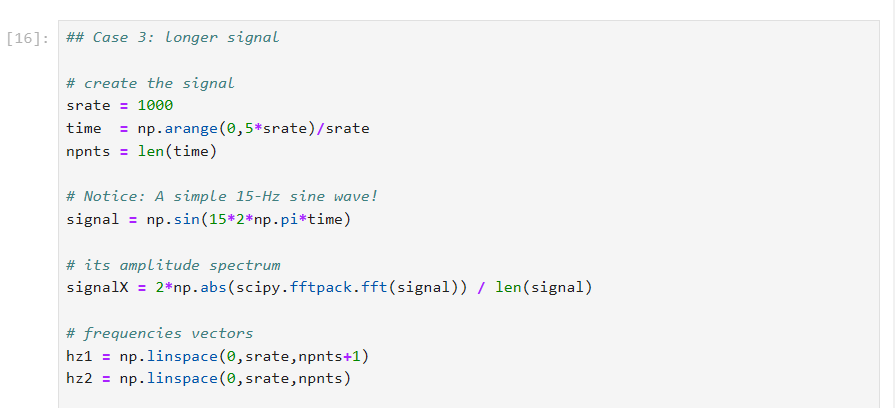 [16]: ## Case 3: longer signal
# create the signal
srate = 1000
time  = np.arange(0,5*srate)/srate
npnts = len(time)
# Notice: A simple 15-Hz sine wave!
signal = np.sin(15*2*np.pi*time)
# its amplitude spectrum
signalX = 2*np.abs(scipy.fftpack.fft(signal)) / len(signal)
# frequencies vectors
hz1 = np.linspace(0,srate,npnts+1)
hz2 = np.linspace(0,srate,npnts)